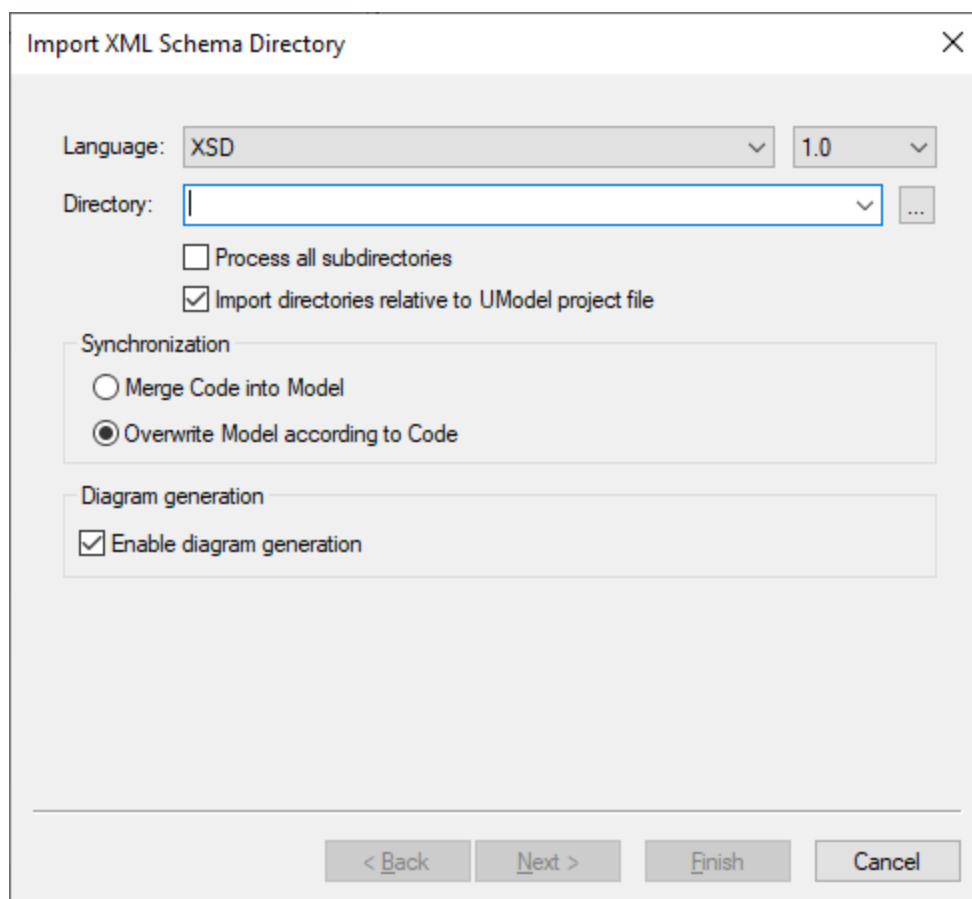 Import XML Schema Directory
Language: XSD 1.0
Directory: ...
Process all subdirectories
Import directories relative to UModel project file
Synchronization
Merge Code into Model
Overwrite Model according to Code
Diagram generation
Enable diagram generation
< Back Next > Finish Cancel